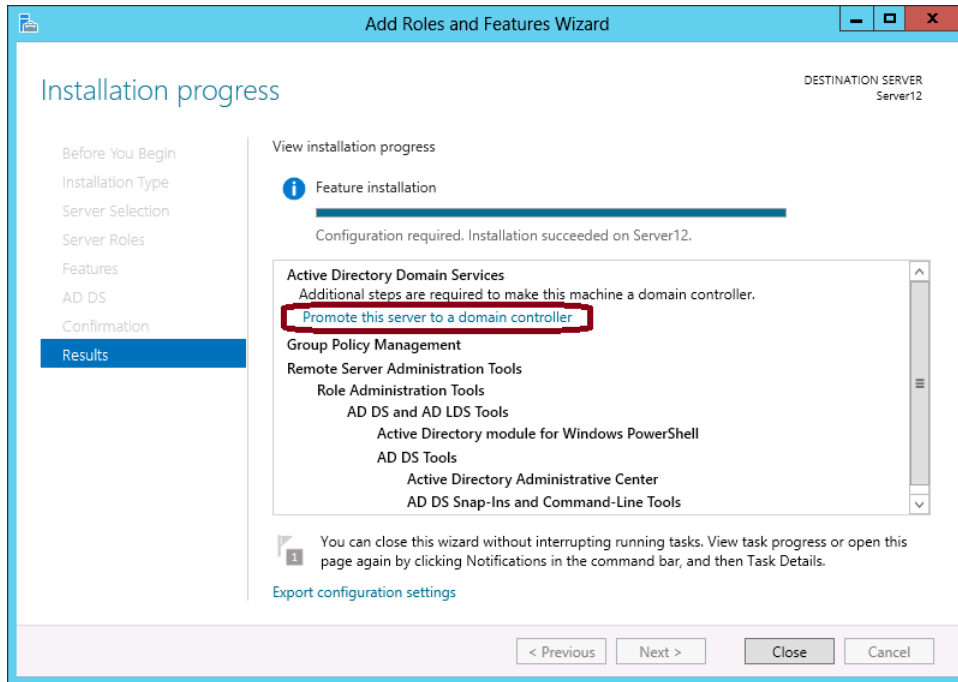 Add Roles and Features Wizard
Installation progress
DESTINATION SERVER
Server12
Before You Begin
Installation Type
Server Selection
Server Roles
Features
AD DS
Confirmation
Results
View installation progress
Feature installation
Configuration required. Installation succeeded on Server12.
Active Directory Domain Services
Additional steps are required to make this machine a domain controller.
Promote this server to a domain controller
Group Policy Management
Remote Server Administration Tools
Role Administration Tools
AD DS and AD LDS Tools
Active Directory module for Windows PowerShell
AD DS Tools
Active Directory Administrative Center
AD DS Snap-Ins and Command-Line Tools
1
You can close this wizard without interrupting running tasks. View task progress or open this
page again by clicking Notifications in the command bar, and then Task Details.
Export configuration settings
< Previous
Next >
Close
Cancel